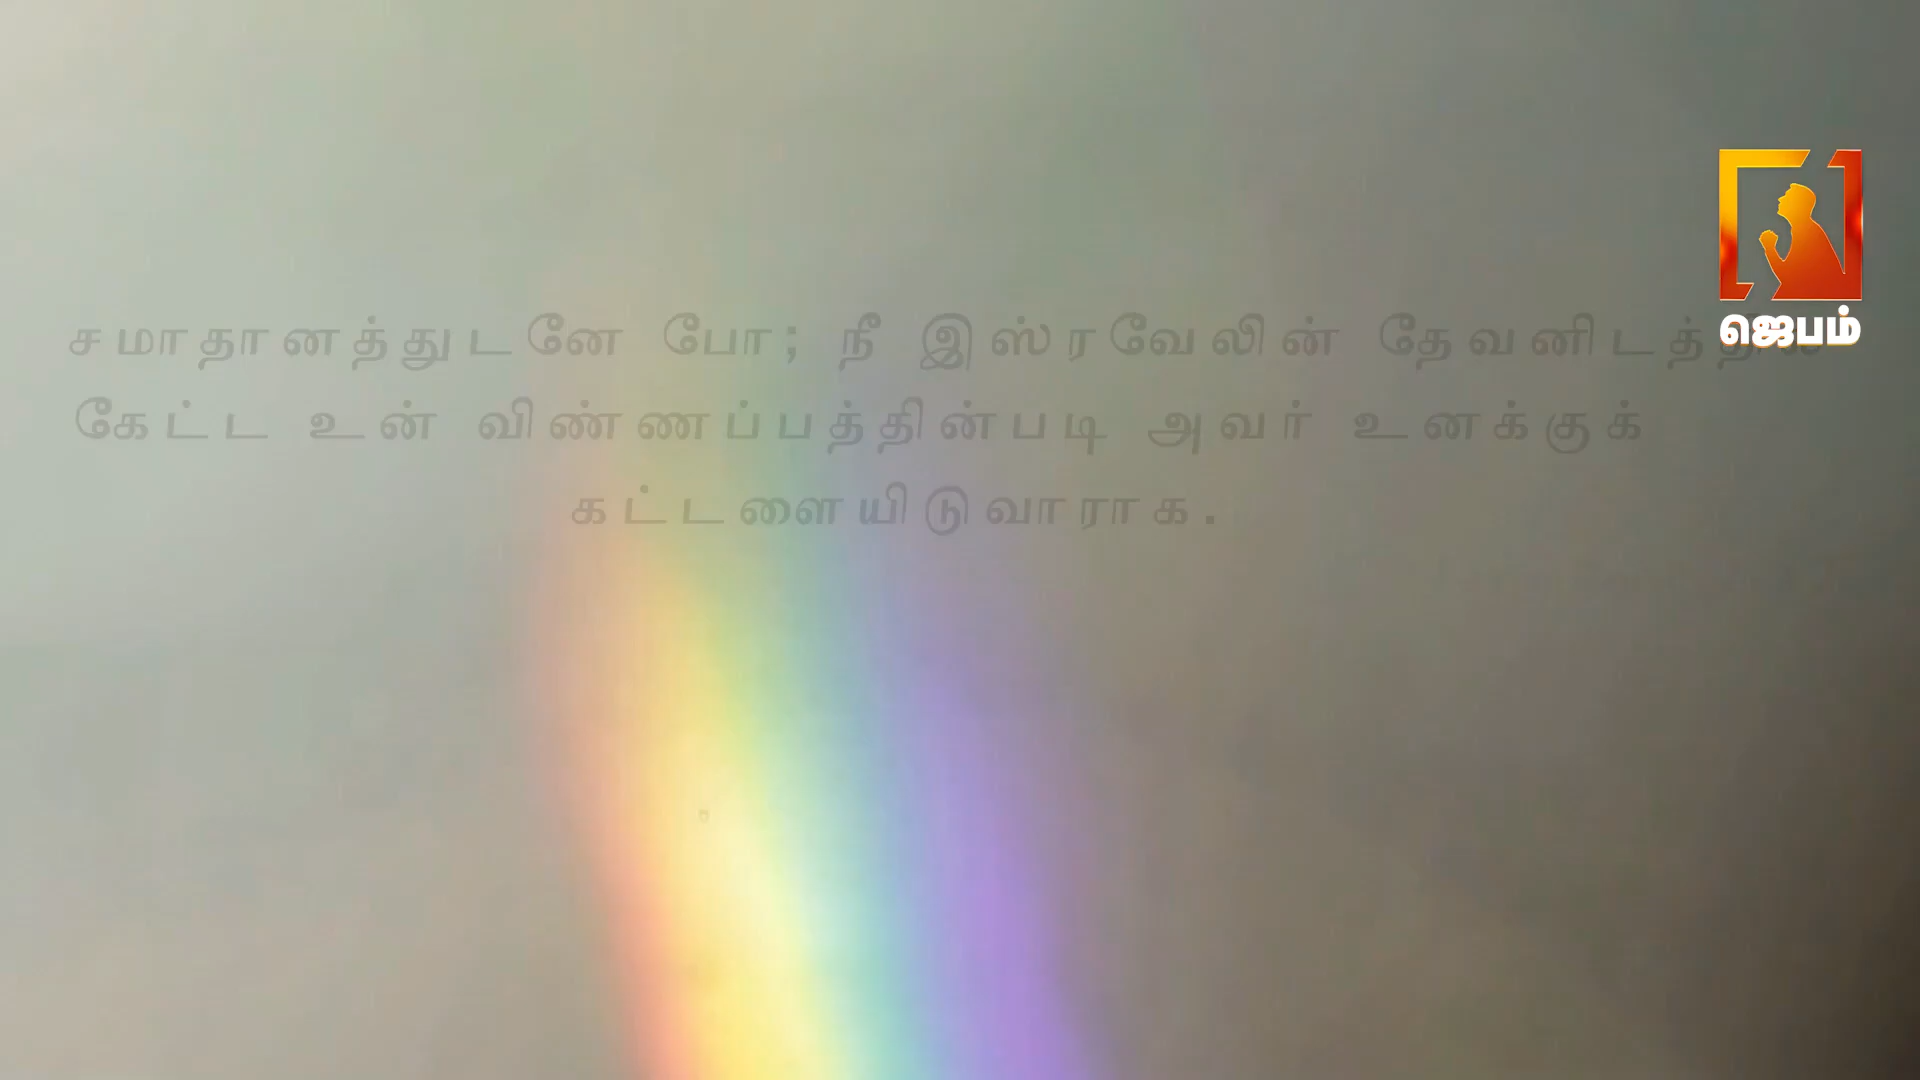 சமாதானத்துடனே போ; நீ இஸ்ரவேலின் தேவனிடத்தில்
கேட்ட உன் விண்ணப்பத்தின்படி அவர் உனக்குக்
கட்டளையிடுவாராக.
ஜெபம்